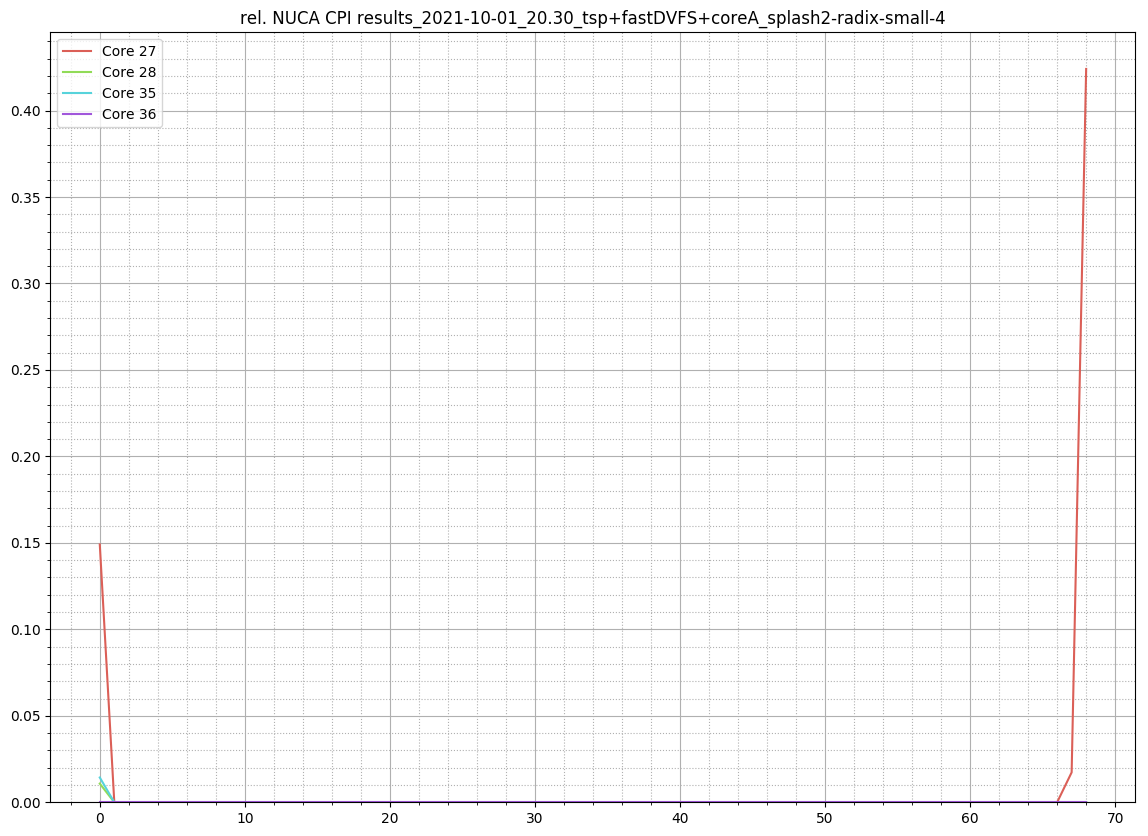 rel. NUCA CPI results_2021-10-01_20.30_tsp+fastDVFS+coreA_splash2-radix-small-4
Core 27
Core 28
Core 35
Core 36
0.40
0.35
0.30
0.25
0.20
0.15
0.10
0.05
0.00
0 10 20 30 40 50 60 70